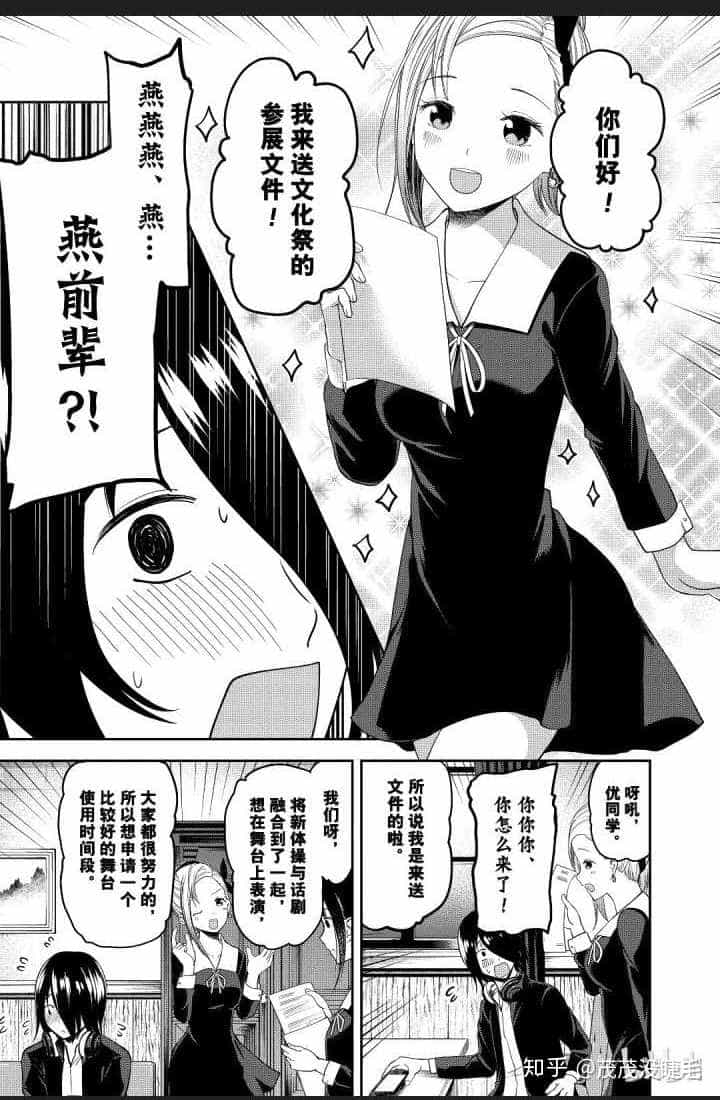 你们好！
我来送文化祭的
参展文件！
燕燕燕、燕…
燕前辈
?!
呀吼，
优同学。
你你你、
你怎么来了！
所以说我是来送
文件的啦。
我们呀，
将新体操与话剧
融合到了一起，
想在舞台上表演，
大家都很努力的，
所以想申请一个
比较好的舞台
使用时间段。
知乎 @茂茂没睫毛